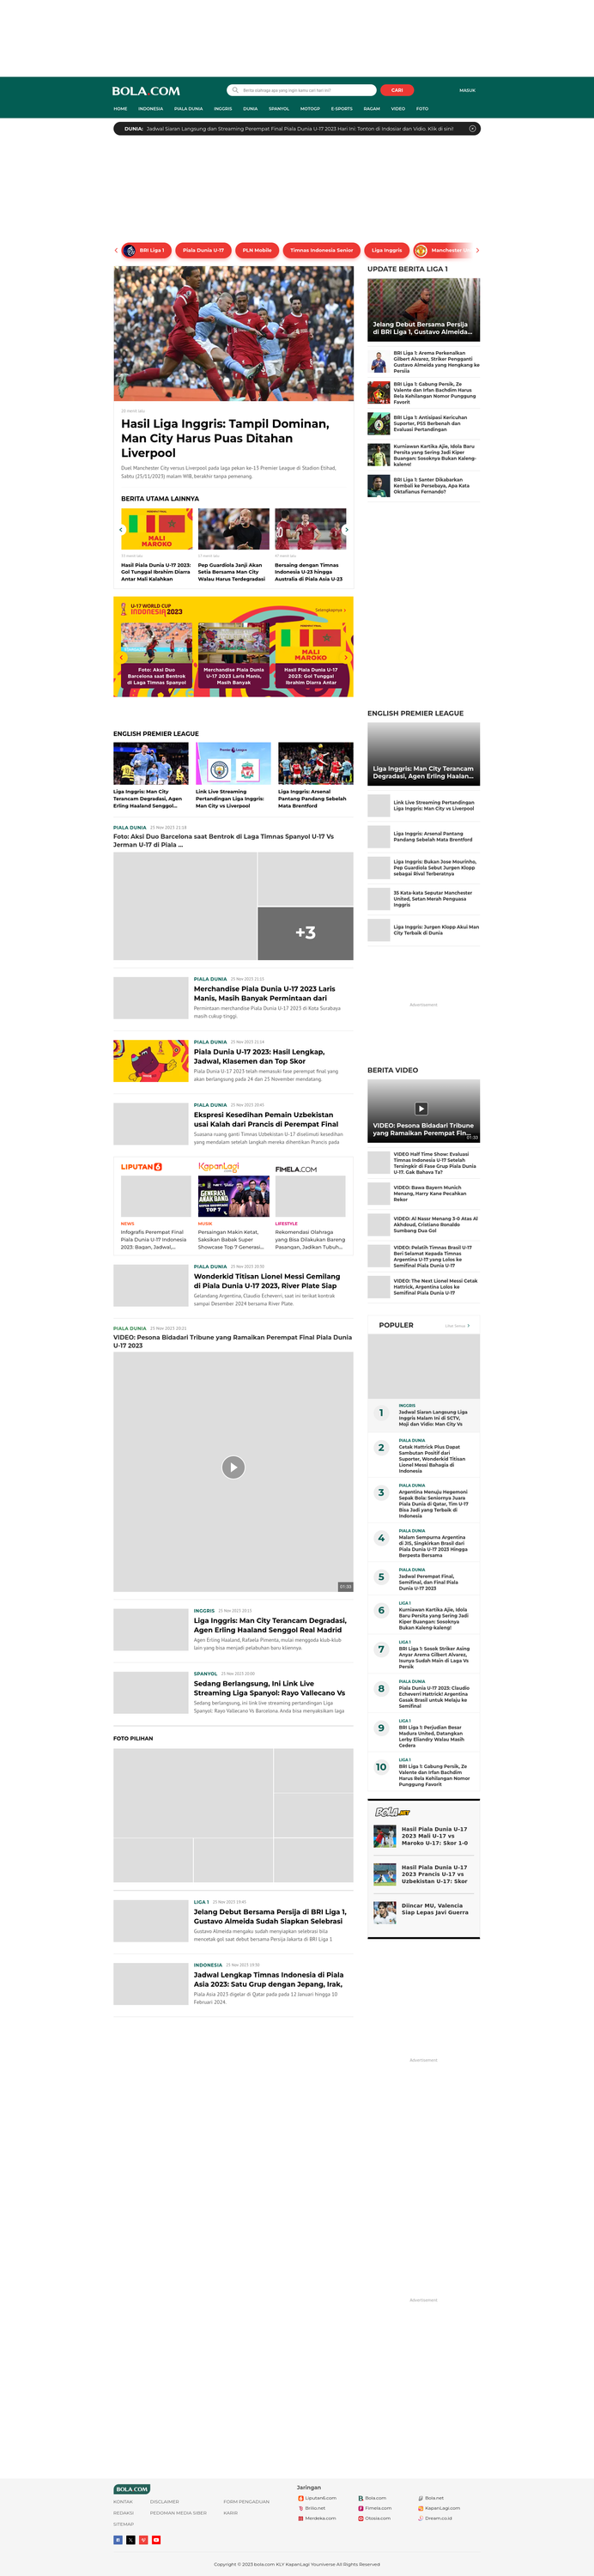 BOLA.COM
Berita olahraga apa yang ingin kamu cari hari ini?
CARI
MASUK
HOME INDONESIA PIALA DUNIA INGGRIS DUNIA SPANYOL MOTOGP E-SPORTS RAGAM VIDEO FOTO
DUNIA: Jadwal Siaran Langsung dan Streaming Perempat Final Piala Dunia U-17 2023 Hari Ini: Tonton di Indosiar dan Vidio. Klik di sini!
BRI Liga 1
Piala Dunia U-17
PLN Mobile
Timnas Indonesia Senior
Liga Inggris
Manchester
Hasil Liga Inggris: Tampil Dominan,
Man City Harus Puas Ditahan
Liverpool
Duel Manchester City versus Liverpool pada laga pekan ke-13 Premier League di Stadion Etihad,
Sabtu (25/11/2023) malam WIB, berakhir tanpa pemenang.
BERITA UTAMA LAINNYA
MALI
MAROKO
Hasil Piala Dunia U-17 2023:
Gol Tunggal Ibrahim Diarra
Antar Mali Kalahkan
Pep Guardiola Janji Akan
Setia Bersama Man City
Walau Harus Terdegradasi
Bersaing dengan Timnas
Indonesia U-23 hingga
Australia di Piala Asia U-23
U-17 WORLD CUP
INDONESIA 2023
Selengkapnya
Foto: Aksi Duo
Barcelona saat Bentrok
di Laga Timnas Spanyol
Merchandise Piala Dunia
U-17 2023 Laris Manis,
Masih Banyak
MALI
MAROKO
Hasil Piala Dunia U-17
2023: Gol Tunggal
Ibrahim Diarra Antar
ENGLISH PREMIER LEAGUE
Liga Inggris: Man City
Terancam Degradasi, Agen
Erling Haaland Senggol...
Link Live Streaming
Pertandingan Liga Inggris:
Man City vs Liverpool
Liga Inggris: Arsenal
Pantang Pandang Sebelah
Mata Brentford
PIALA DUNIA
Foto: Aksi Duo Barcelona saat Bentrok di Laga Timnas Spanyol U-17 Vs
Jerman U-17 di Piala ...
+3
PIALA DUNIA
Merchandise Piala Dunia U-17 2023 Laris
Manis, Masih Banyak Permintaan dari
Permintaan merchandise Piala Dunia U-17 2023 di Kota Surabaya
masih cukup tinggi.
PIALA DUNIA
Piala Dunia U-17 2023: Hasil Lengkap,
Jadwal, Klasemen dan Top Skor
Piala Dunia U-17 2023 telah memasuki fase perempat final yang
akan berlangsung pada 24 dan 25 November mendatang.
PIALA DUNIA
Ekspresi Kesedihan Pemain Uzbekistan
usai Kalah dari Prancis di Perempat Final
Suasana ruang ganti Timnas Uzbekistan U-17 diselimuti kesedihan
yang mendalam setelah langkah mereka dihentikan Prancis pada
LIPUTAN 6
NEWS
Infografis Perempat Final
Piala Dunia U-17 Indonesia
2023: Bagan, Jadwal,...
KapanLagi
GENERASI
ANAK BAND
SHOWCASE
TOP 7
MUSIK
Persaingan Makin Ketat,
Saksikan Babak Super
Showcase Top 7 Generasi...
FIMELA.COM
LIFESTYLE
Rekomendasi Olahraga
yang Bisa Dilakukan Bareng
Pasangan, Jadikan Tubuh...
PIALA DUNIA
Wonderkid Titisan Lionel Messi Gemilang
di Piala Dunia U-17 2023, River Plate Siap
Gelandang Argentina, Claudio Echeverri, saat ini terikat kontrak
sampai Desember 2024 bersama River Plate.
PIALA DUNIA
VIDEO: Pesona Bidadari Tribune yang Ramaikan Perempat Final Piala Dunia
U-17 2023
INGGRIS
Liga Inggris: Man City Terancam Degradasi,
Agen Erling Haaland Senggol Real Madrid
Agen Erling Haaland, Rafaela Pimenta, mulai menggoda klub-klub
lain yang bisa menjadi pelabuhan baru kliennya.
SPANYOL
Sedang Berlangsung, Ini Link Live
Streaming Liga Spanyol: Rayo Vallecano Vs
Sedang berlangsung, ini link live streaming pertandingan Liga
Spanyol: Rayo Vallecano Vs Barcelona. Anda bisa menyaksikan laga
FOTO PILIHAN
LIGA 1
Jelang Debut Bersama Persija di BRI Liga 1,
Gustavo Almeida Sudah Siapkan Selebrasi
Gustavo Almeida mengaku sudah menyiapkan selebrasi bila
mencetak gol saat debut bersama Persija Jakarta di BRI Liga 1
INDONESIA
Jadwal Lengkap Timnas Indonesia di Piala
Asia 2023: Satu Grup dengan Jepang, Irak,
Piala Asia 2023 digelar di Qatar pada pada 12 Januari hingga 10
Februari 2024.
UPDATE BERITA LIGA 1
Jelang Debut Bersama Persija
di BRI Liga 1, Gustavo Almeida...
BRI Liga 1: Arema Perkenalkan
Gilbert Alvarez, Striker Pengganti
Gustavo Almeida yang Hengkang ke
Persija
BRI Liga 1: Gabung Persik, Ze
Valente dan Irfan Bachdim Harus
Rela Kehilangan Nomor Punggung
Favorit
BRI Liga 1: Antisipasi Kericuhan
Suporter, PSS Berbenah dan
Evaluasi Pertandingan
Kurniawan Kartika Ajie, Idola Baru
Persita yang Sering Jadi Kiper
Buangan: Sosoknya Bukan Kaleng-
kaleng!
BRI Liga 1: Santer Dikabarkan
Kembali ke Persebaya, Apa Kata
Oktafianus Fernando?
ENGLISH PREMIER LEAGUE
Liga Inggris: Man City Terancam
Degradasi, Agen Erling Haalan...
Link Live Streaming Pertandingan
Liga Inggris: Man City vs Liverpool
Liga Inggris: Arsenal Pantang
Pandang Sebelah Mata Brentford
Liga Inggris: Bukan Jose Mourinho,
Pep Guardiola Sebut Jurgen Klopp
sebagai Rival Terberatnya
35 Kata-kata Seputar Manchester
United, Setan Merah Penguasa
Inggris
Liga Inggris: Jurgen Klopp Akui Man
City Terbaik di Dunia
Advertisement
BERITA VIDEO
VIDEO: Pesona Bidadari Tribune
yang Ramaikan Perempat Fin...
VIDEO Half Time Show: Evaluasi
Timnas Indonesia U-17 Setelah
Tersingkir di Fase Grup Piala Dunia
U-17. Gak Bahaya Ta?
VIDEO: Bawa Bayern Munich
Menang, Harry Kane Pecahkan
Rekor
VIDEO: Al Nassr Menang 3-0 Atas Al
Akhdoud, Cristiano Ronaldo
Sumbang Dua Gol
VIDEO: Pelatih Timnas Brasil U-17
Beri Selamat Kepada Timnas
Argentina U-17 yang Lolos ke
Semifinal Piala Dunia U-17
VIDEO: The Next Lionel Messi Cetak
Hattrick, Argentina Lolos ke
Semifinal Piala Dunia U-17
POPULER
Lihat Semua
1
INGGRIS
Jadwal Siaran Langsung Liga
Inggris Malam Ini di SCTV,
Moji dan Vidio: Man City Vs
2
PIALA DUNIA
Cetak Hattrick Plus Dapat
Sambutan Positif dari
Suporter, Wonderkid Titisan
Lionel Messi Bahagia di
Indonesia
3
PIALA DUNIA
Argentina Menuju Hegemoni
Sepak Bola: Seniornya Juara
Piala Dunia di Qatar, Tim U-17
Bisa Jadi yang Terbaik di
Indonesia
4
PIALA DUNIA
Malam Sempurna Argentina
di JIS, Singkirkan Brasil dari
Piala Dunia U-17 2023 Hingga
Berpesta Bersama
5
PIALA DUNIA
Jadwal Perempat Final,
Semifinal, dan Final Piala
Dunia U-17 2023
6
LIGA 1
Kurniawan Kartika Ajie, Idola
Baru Persita yang Sering Jadi
Kiper Buangan: Sosoknya
Bukan Kaleng-kaleng!
7
LIGA 1
BRI Liga 1: Sosok Striker Asing
Anyar Arema Gilbert Alvarez,
Isunya Sudah Main di Laga Vs
Persik
8
PIALA DUNIA
Piala Dunia U-17 2023: Claudio
Echeverri Hattrick! Argentina
Gasak Brasil untuk Melaju ke
Semifinal
9
LIGA 1
BRI Liga 1: Perjudian Besar
Madura United, Datangkan
Lerby Eliandry Walau Masih
Cedera
10
LIGA 1
BRI Liga 1: Gabung Persik, Ze
Valente dan Irfan Bachdim
Harus Rela Kehilangan Nomor
Punggung Favorit
BOLA.NET
Hasil Piala Dunia U-17
2023 Mali U-17 vs
Maroko U-17: Skor 1-0
Hasil Piala Dunia U-17
2023 Prancis U-17 vs
Uzbekistan U-17: Skor
Diincar MU, Valencia
Siap Lepas Javi Guerra
Advertisement
Advertisement
BOLA.COM
KONTAK DISCLAIMER FORM PENGADUAN
REDAKSI PEDOMAN MEDIA SIBER KARIR
SITEMAP
Jaringan
Liputan6.com Bola.com Bola.net
Brilio.net Fimela.com KapanLagi.com
Merdeka.com Otosia.com Dream.co.id
Copyright © 2023 bola.com KLY KapanLagi Youniverse All Rights Reserved